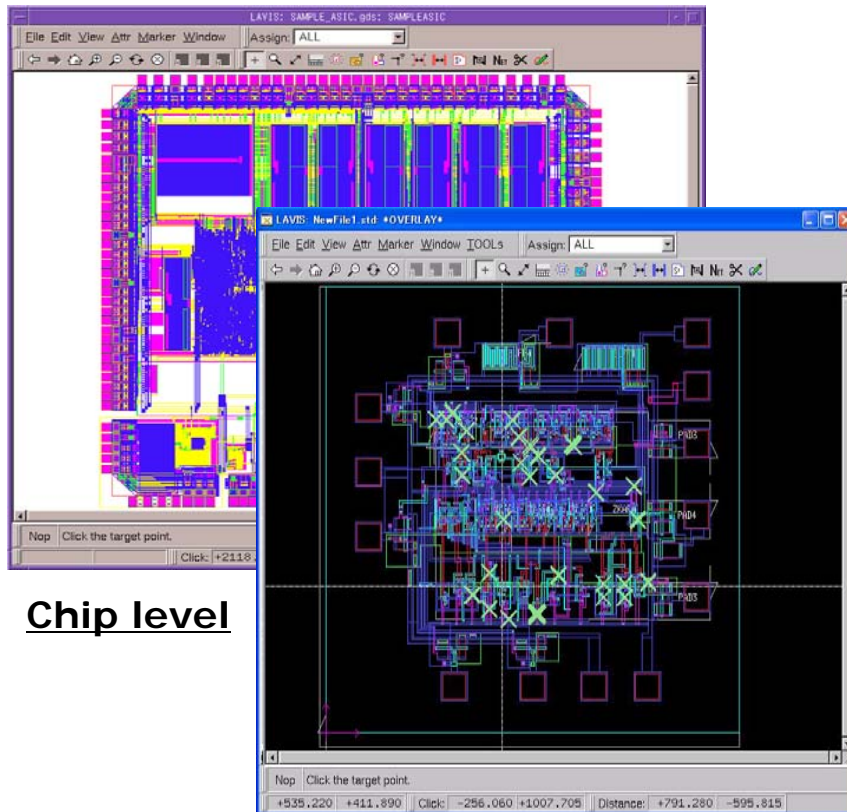 LAVIS: SAMPLE_ASIC.gds: SAMPLEASIC
File Edit View Attr Marker Window Assign: ALL
NET
Nop Click the target point.
Click: +2118.
LAVIS: NewFile1.std: *OVERLAY*
File Edit View Attr Marker Window TOOLs Assign: ALL
NET
PAD3
PAD4
PAD5
Nop Click the target point.
+535.220 +411.890 Click: -256.060 +1007.705 Distance: +791.280 -595.815
Chip level